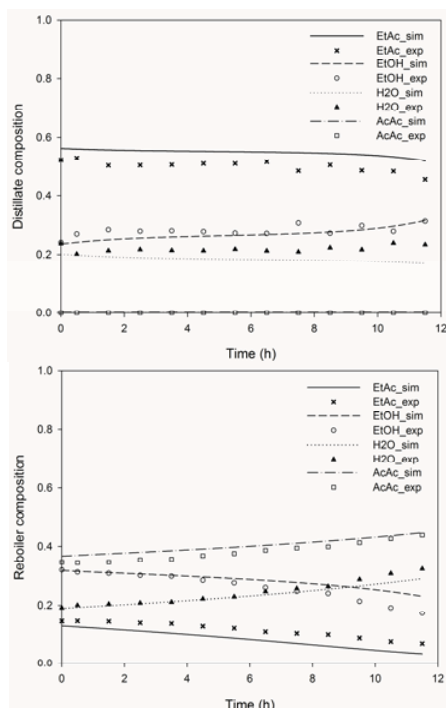 1.0
0.8
0.6
0.4
0.2
0.0
Distillate composition
EtAc_sim
EtAc_exp
EtOH_sim
EtOH_exp
H2O_sim
H2O_exp
AcAc_sim
AcAc_exp
0 2 4 6 8 10 12
Time (h)
1.0
0.8
0.6
0.4
0.2
0.0
Reboiler composition
EtAc_sim
EtAc_exp
EtOH_sim
EtOH_exp
H2O_sim
H2O_exp
AcAc_sim
AcAc_exp
0 2 4 6 8 10 12
Time (h)